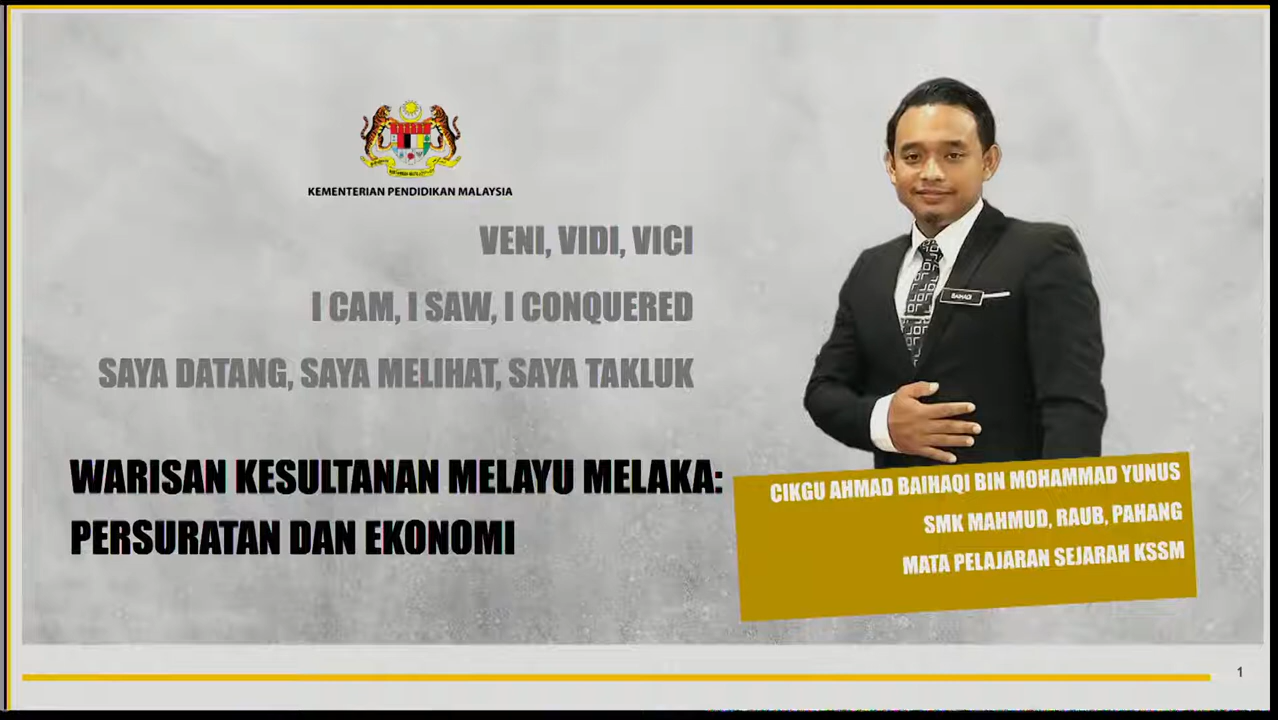 KEMENTERIAN PENDIDIKAN MALAYSIA
VENI, VIDI, VICI
I CAM, I SAW, I CONQUERED
SAYA DATANG, SAYA MELIHAT, SAYA TAKLUK
WARISAN KESULTANAN MELAYU MELAKA:
PERSURATAN DAN EKONOMI
BAIHAQI
CIKGU AHMAD BAIHAQI BIN MOHAMMAD YUNUS
SMK MAHMUD, RAUB, PAHANG
MATA PELAJARAN SEJARAH KSSM
1